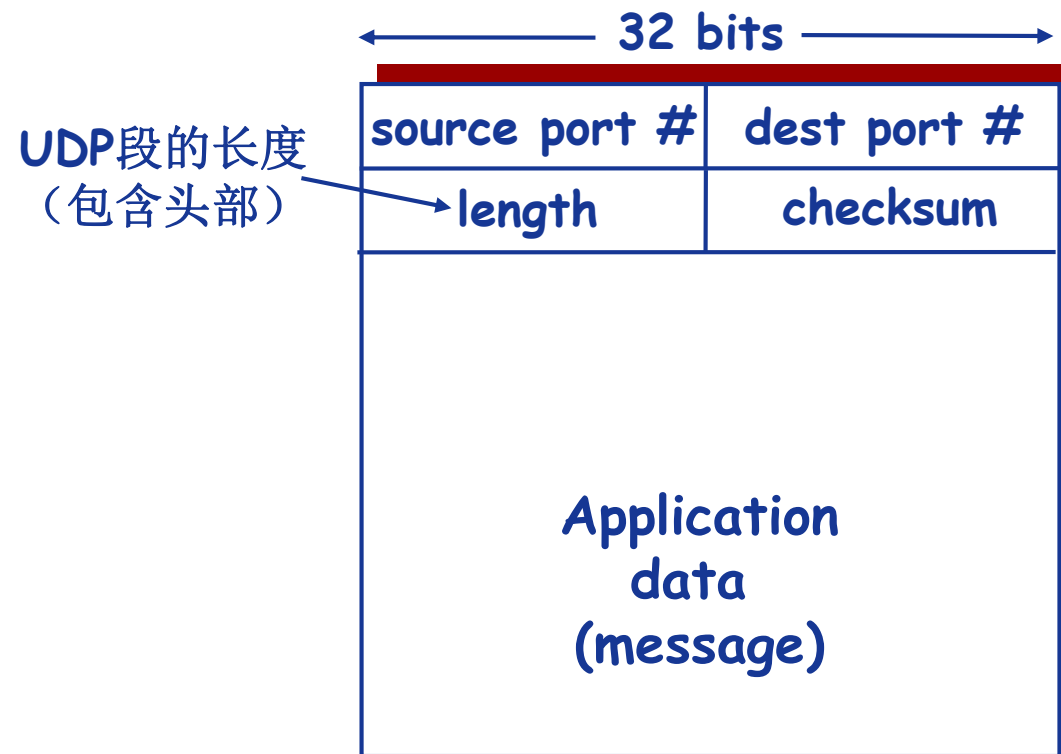 32 bits
source port # dest port #
UDP段的长度
（包含头部）
length checksum
Application
data
(message)